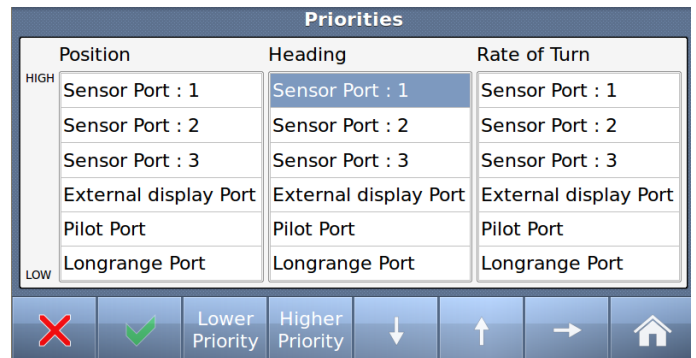 Priorities
Position Heading Rate of Turn
HIGH
Sensor Port : 1 Sensor Port : 1 Sensor Port : 1
Sensor Port : 2 Sensor Port : 2 Sensor Port : 2
Sensor Port : 3 Sensor Port : 3 Sensor Port : 3
External display Port External display Port External display Port
Pilot Port Pilot Port Pilot Port
Longrange Port Longrange Port Longrange Port
LOW
Lower Priority
Higher Priority